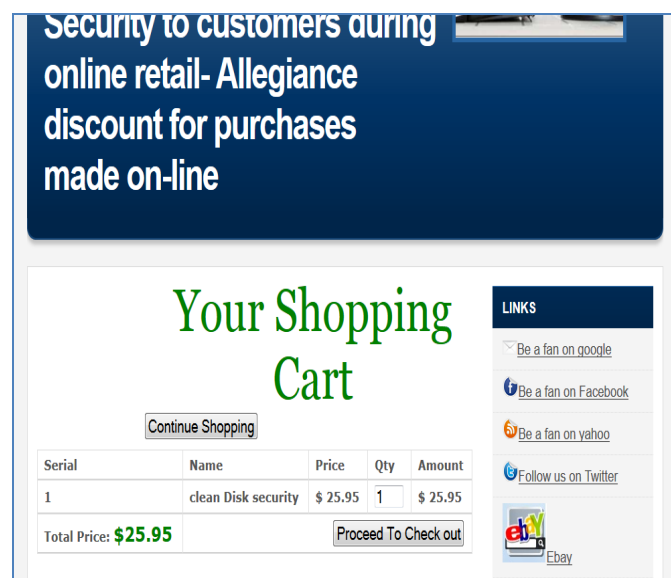 Security to customers during
online retail- Allegiance
discount for purchases
made on-line
Your Shopping
Cart
Continue Shopping
Serial Name Price Qty Amount
1 clean Disk security $ 25.95 1 $ 25.95
Total Price: $25.95 Proceed To Check out
LINKS
Be a fan on google
Be a fan on Facebook
Be a fan on yahoo
Follow us on Twitter
ebY
Ebay